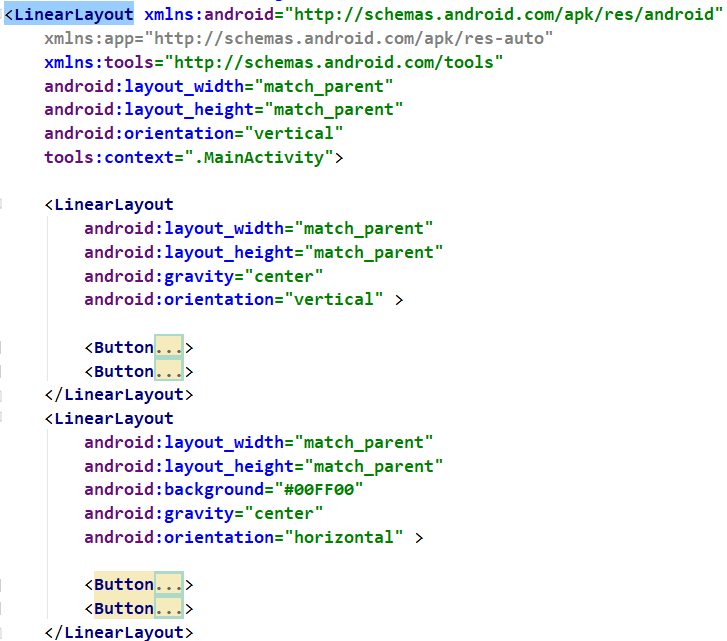 <LinearLayout xmlns:android="http://schemas.android.com/apk/res/android"
    xmlns:app="http://schemas.android.com/apk/res-auto"
    xmlns:tools="http://schemas.android.com/tools"
    android:layout_width="match_parent"
    android:layout_height="match_parent"
    android:orientation="vertical"
    tools:context=".MainActivity">

    <LinearLayout
        android:layout_width="match_parent"
        android:layout_height="match_parent"
        android:gravity="center"
        android:orientation="vertical" >

        <Button...>
        <Button...>
    </LinearLayout>
    <LinearLayout
        android:layout_width="match_parent"
        android:layout_height="match_parent"
        android:background="#00FF00"
        android:gravity="center"
        android:orientation="horizontal" >

        <Button...>
        <Button...>
    </LinearLayout>